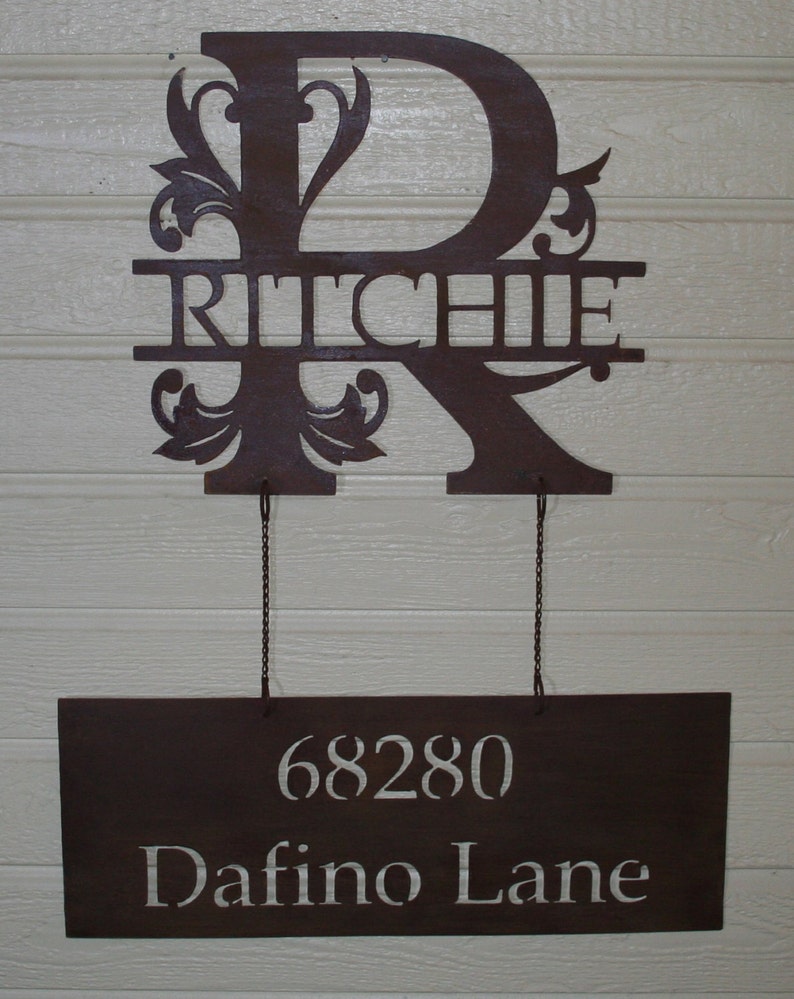 R
RITCHIE
68280
Dafino Lane